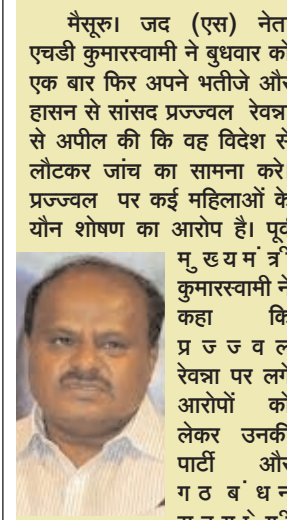 मैसूरु। जद (एस) नेता
एचडी कुमारस्वामी ने बुधवार को
एक बार फिर अपने भतीजे और
हासन से सांसद प्रज्ज्वल रेवन्ना
से अपील की कि वह विदेश से
लौटकर जांच का सामना करे
प्रज्ज्वल पर कई महिलाओं के
यौन शोषण का आरोप है। पूर्व
मुख्यमंत्री
कुमारस्वामी ने
कहा कि
प्रज्ज्वल
रेवन्ना पर लगे
आरोपों को
लेकर उनकी
पार्टी और
गठबंधन